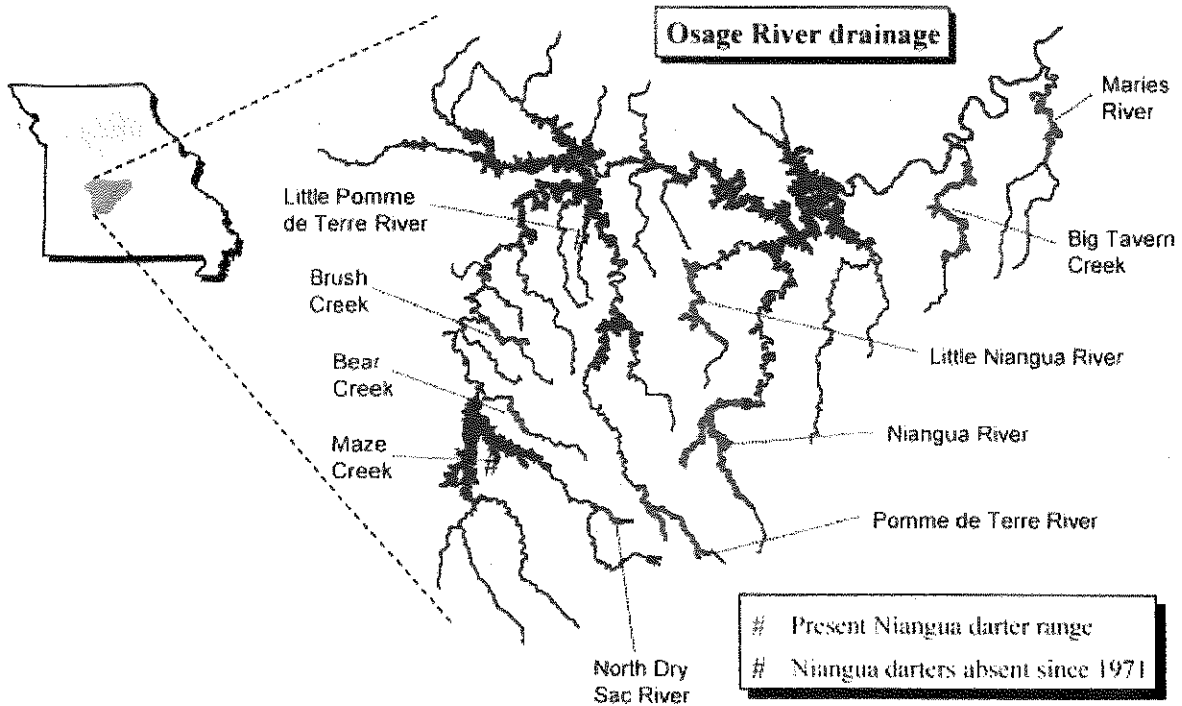 Osage River drainage
Maries
River
Little Pomme
de Terre River
Big Tavern
Creek
Brush
Creek
Little Niangua River
Bear
Creek
Niangua River
Maze
Creek
#
Pomme de Terre River
# Present Niangua darter range
# Niangua darters absent since 1971
North Dry
Sac River